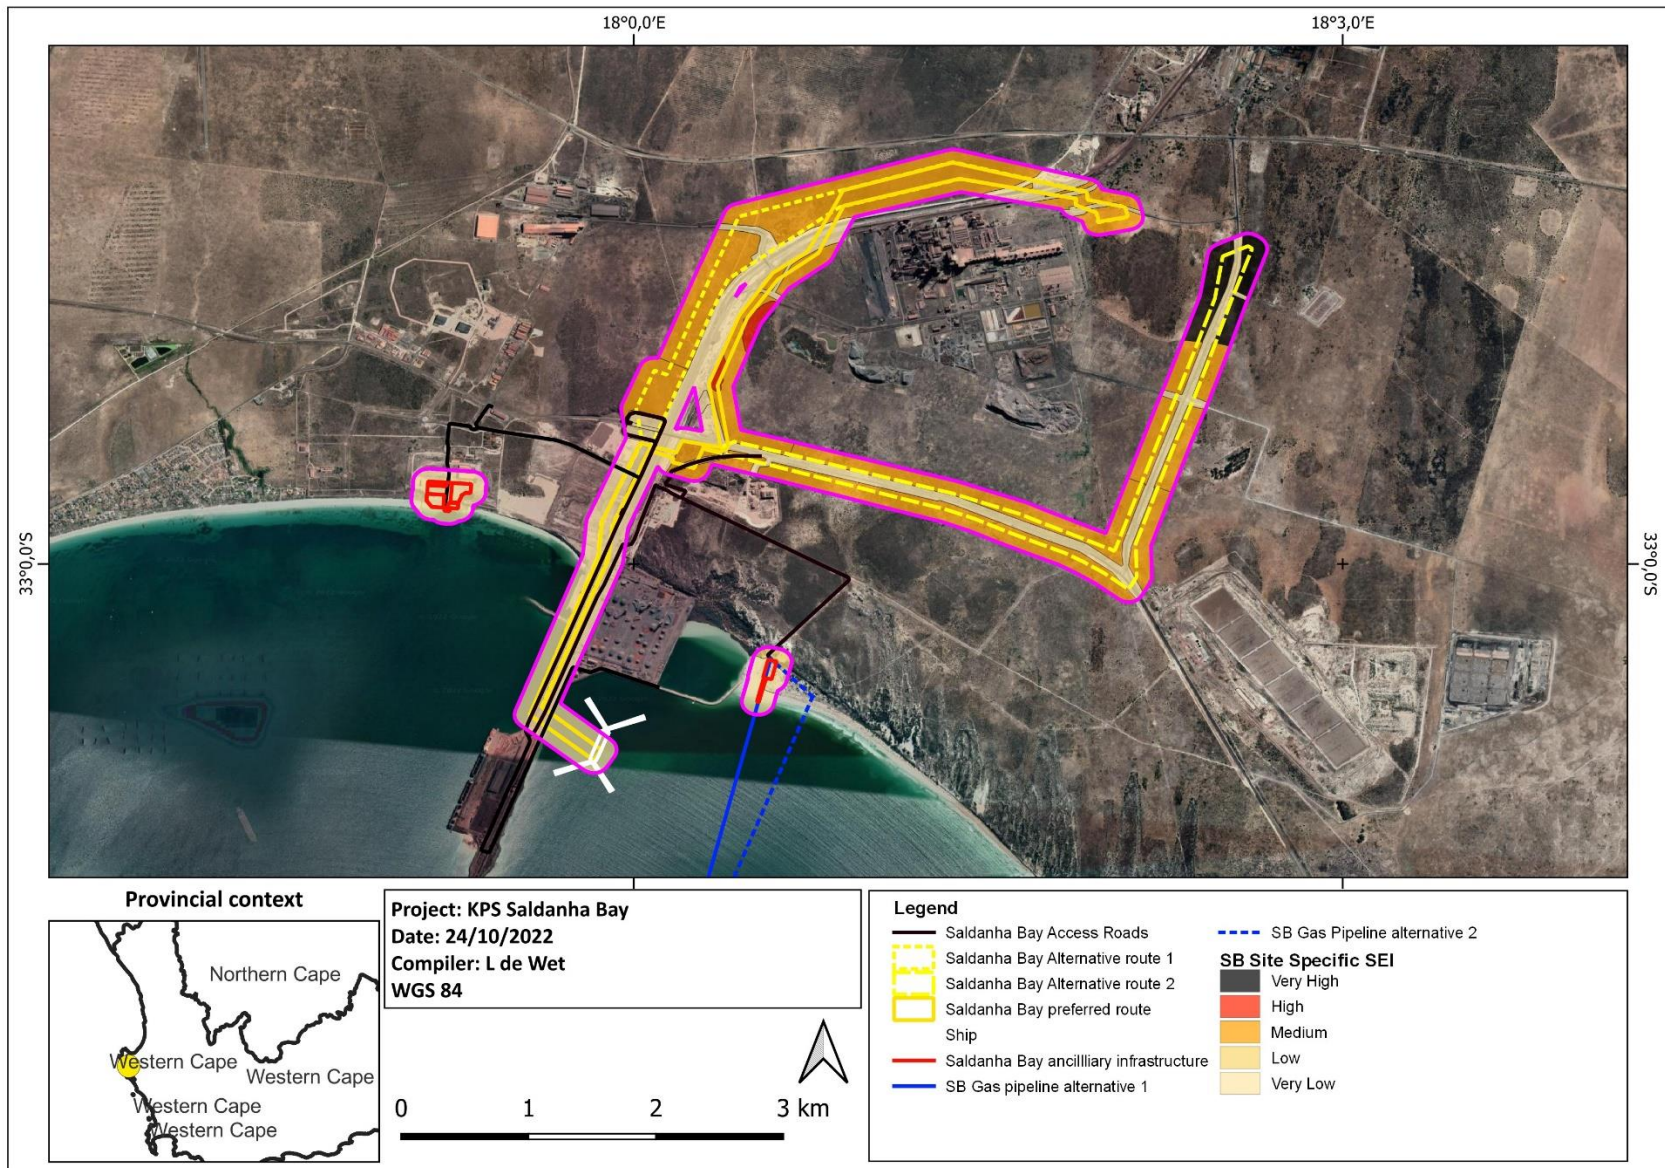 18°0,0'E
18°3,0'E
33°0,0'S
33°0,0'S
Provincial context
Northern Cape
Western Cape
Western Cape
Western Cape
Western Cape
Project: KPS Saldanha Bay
Date: 24/10/2022
Compiler: L de Wet
WGS 84
0 1 2 3 km
Legend
Saldanha Bay Access Roads
Saldanha Bay Alternative route 1
Saldanha Bay Alternative route 2
Saldanha Bay preferred route
Ship
Saldanha Bay ancillliary infrastructure
SB Gas pipeline alternative 1
SB Gas Pipeline alternative 2
SB Site Specific SEI
Very High
High
Medium
Low
Very Low